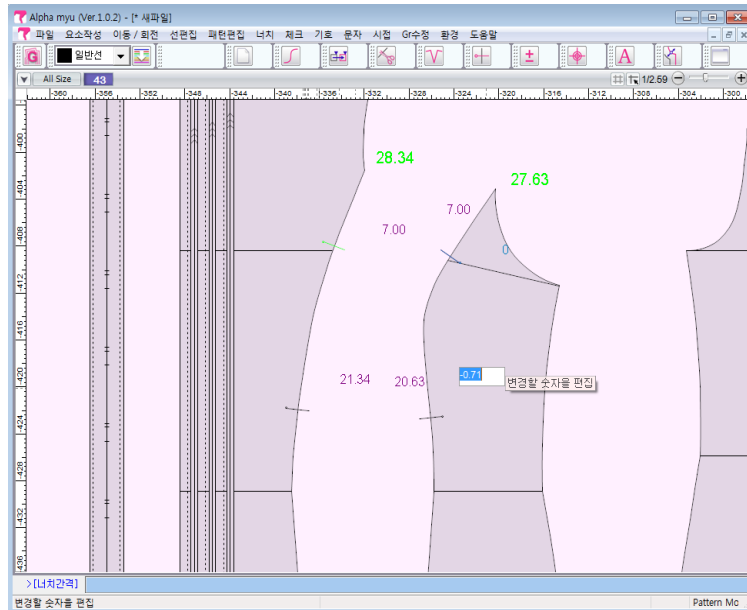 Alpha myu (Ver.1.0.2) - [* 새파일]
파일 요소작성 이동 / 회전 선편집 패턴편집 너치 체크 기호 문자 시점 Gr수정 환경 도움말
G 일반선 A
All Size 43 1/2.59
-360 -356 -352 -348 -344 -340 -336 -332 -328 -324 -320 -316 -312 -308 -304 -300
-400
-404
-408
-412
-416
-420
-424
-428
-432
-436
28.34
27.63
7.00
7.00
0
21.34
20.63
-0.71
변경할 숫자를 편집
>[너치간격]
변경할 숫자를 편집
Pattern Mo